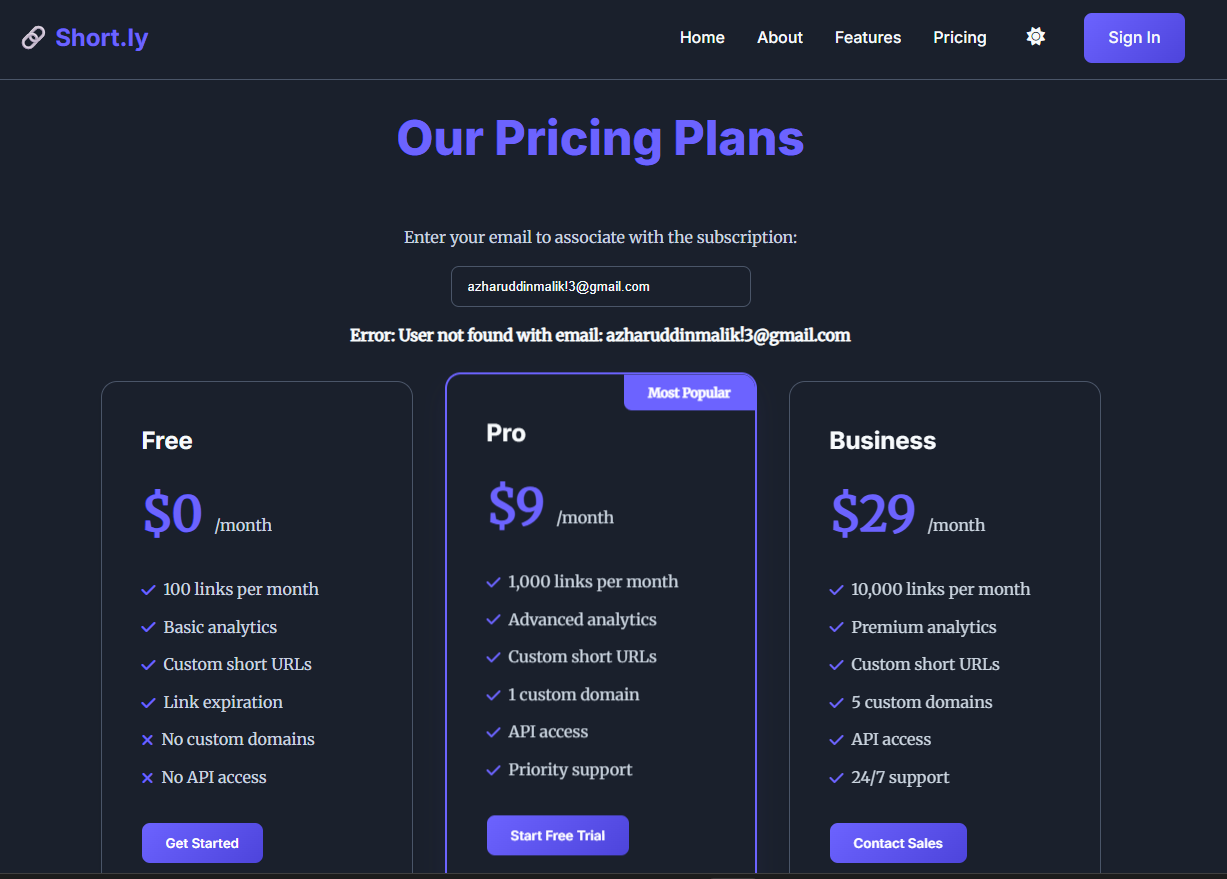 Short.ly
Home About Features Pricing Sign In
Our Pricing Plans
Enter your email to associate with the subscription:
azharuddinmalik!3@gmail.com
Error: User not found with email: azharuddinmalik!3@gmail.com
Free
$0 /month
100 links per month
Basic analytics
Custom short URLs
Link expiration
No custom domains
No API access
Get Started
Most Popular
Pro
$9 /month
1,000 links per month
Advanced analytics
Custom short URLs
1 custom domain
API access
Priority support
Start Free Trial
Business
$29 /month
10,000 links per month
Premium analytics
Custom short URLs
5 custom domains
API access
24/7 support
Contact Sales